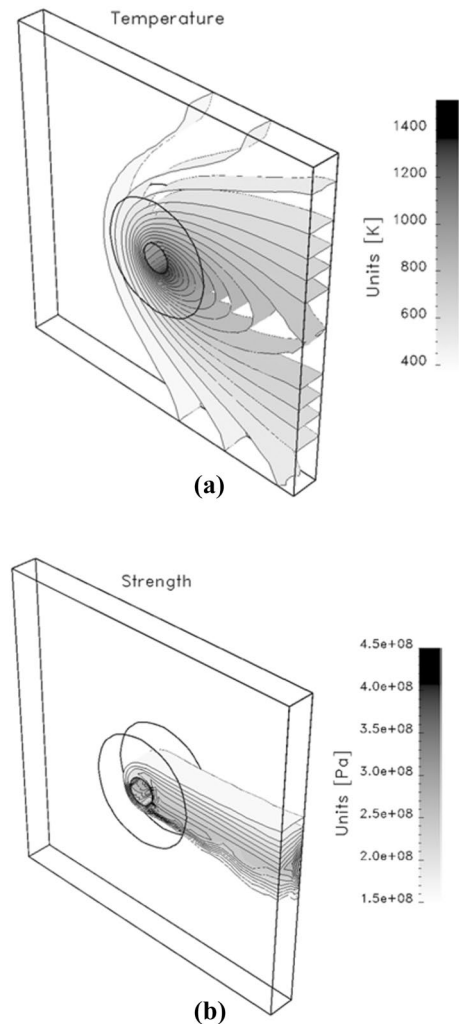 Temperature
1400
1200
1000
800
600
400
Units [K]
(a)
Strength
4.5e+08
4.0e+08
3.5e+08
3.0e+08
2.5e+08
2.0e+08
1.5e+08
Units [Pa]
(b)